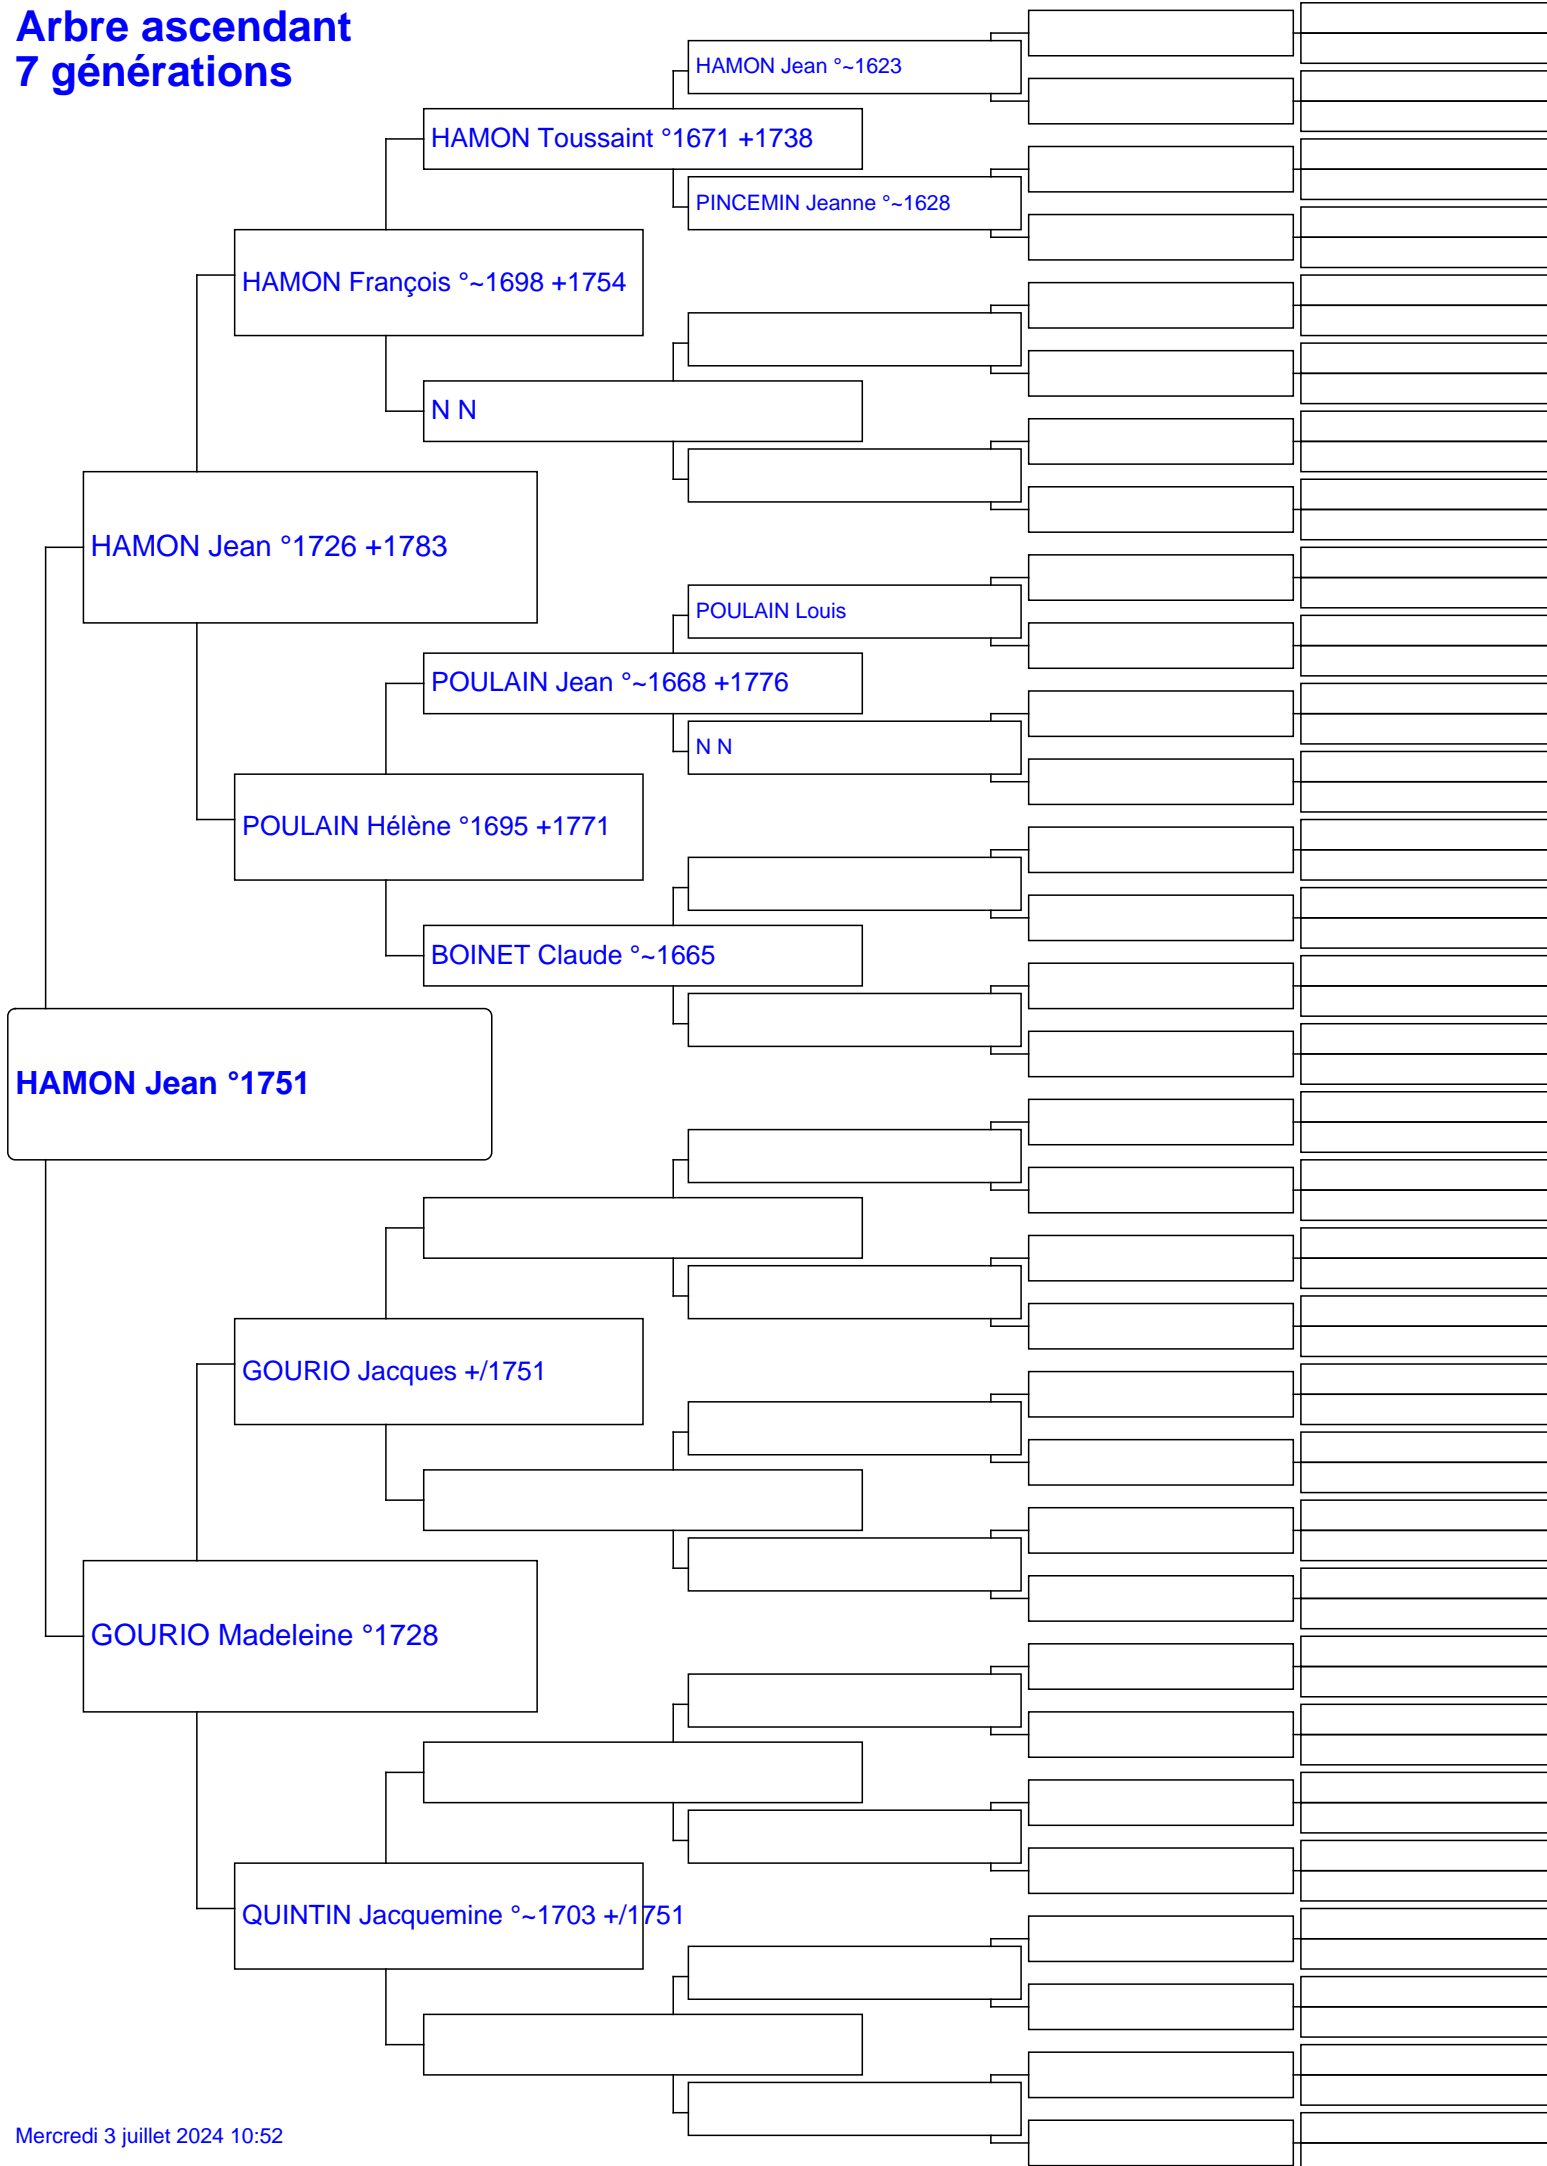 Arbre ascendant
7 générations
HAMON Jean °~1623
HAMON Toussaint °1671 +1738
PINCEMIN Jeanne °~1628
HAMON François °~1698 +1754
N N
HAMON Jean °1726 +1783
POULAIN Louis
POULAIN Jean °~1668 +1776
N N
POULAIN Hélène °1695 +1771
BOINET Claude °~1665
HAMON Jean °1751
GOURIO Jacques +/1751
GOURIO Madeleine °1728
QUINTIN Jacquemine °~1703 +/1751
Mercredi 3 juillet 2024 10:52